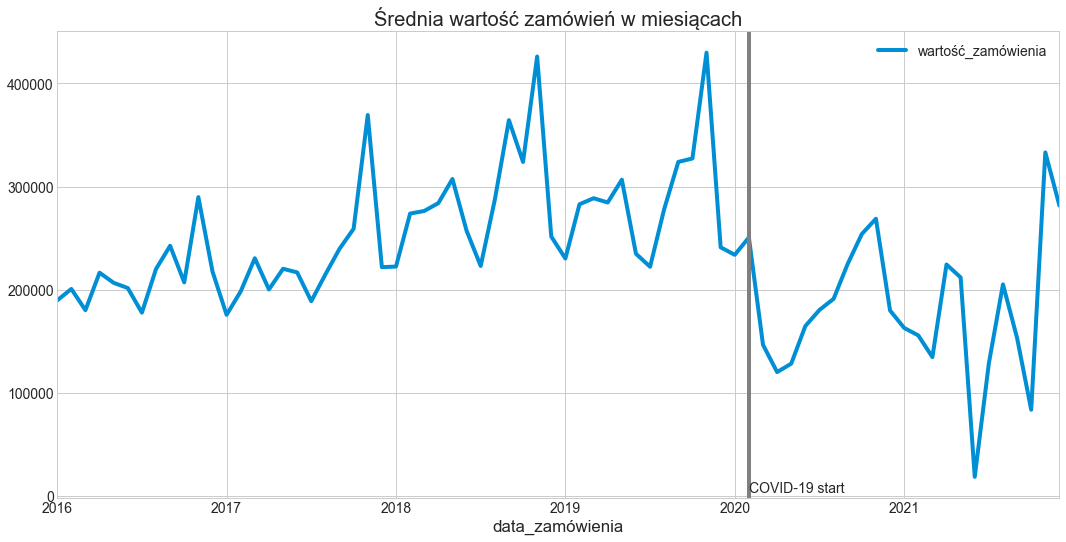 Średnia wartość zamówień w miesiącach
wartość_zamówienia
400000
300000
200000
100000
0
COVID-19 start
2016
2017
2018
2019
2020
2021
data_zamówienia